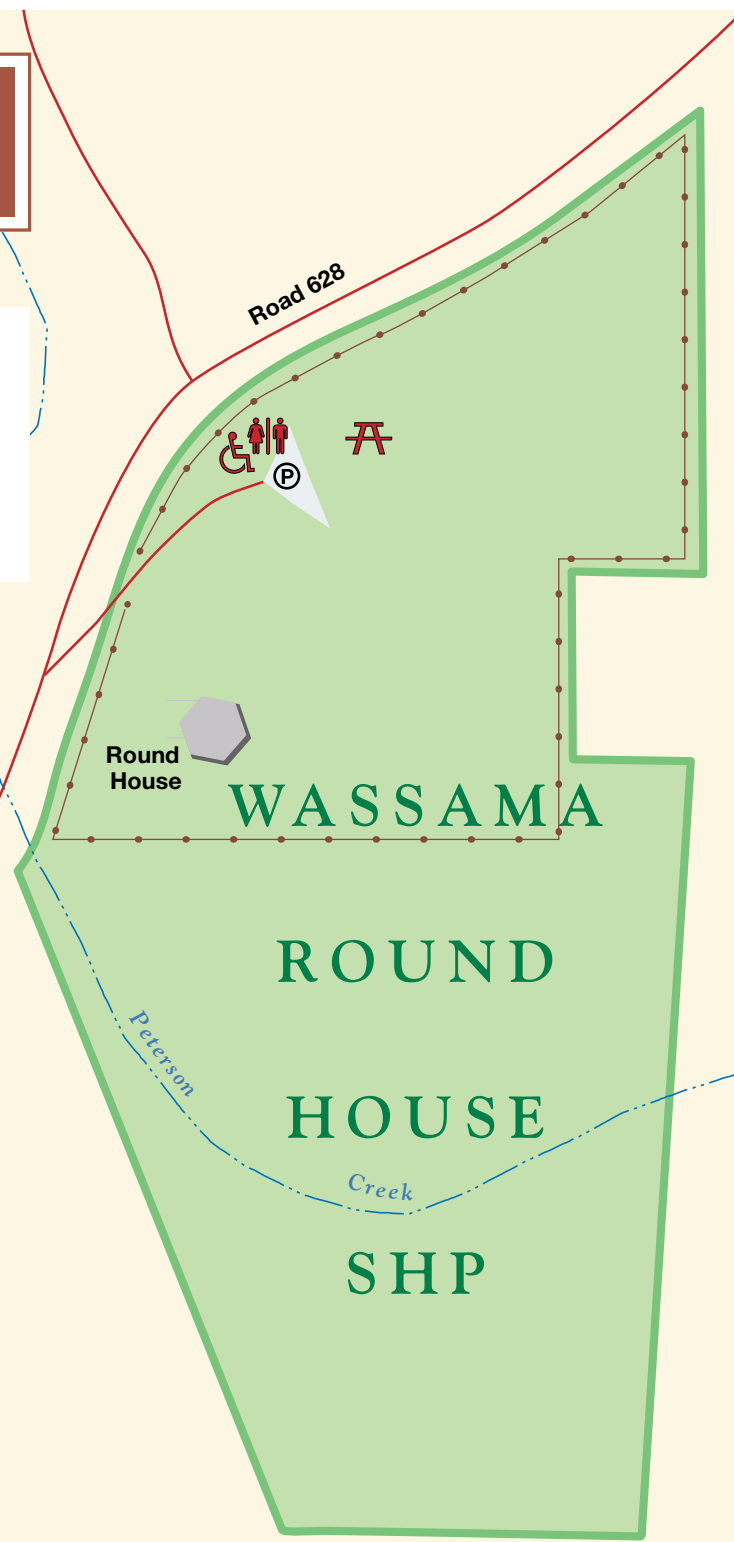 Road 628
P
Round
House
WASSAMA
ROUND
HOUSE
SHP
Peterson
Creek